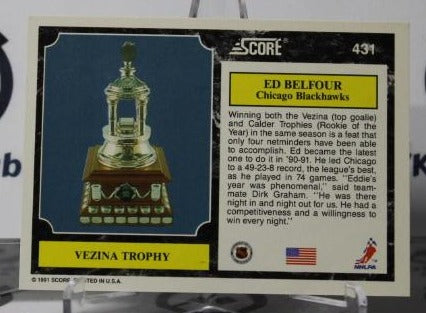 SCORE
431
ED BELFOUR
Chicago Blackhawks
Winning both the Vezina (top goalie)
and Calder Trophies (Rookie of the
Year) in the same season is a feat that
only four netminders have been able
to accomplish. Ed became the latest
one to do it in '90-91. He led Chicago
to a 49-23-8 record, the league's best,
as he played in 74 games. "Eddie's
year was phenomenal," said team-
mate Dirk Graham. "He was there
night in and night out for us. He had a
competitiveness and a willingness to
win every night."
VEZINA TROPHY
NHLPA
© 1991 SCORE, PRINTED IN U.S.A.